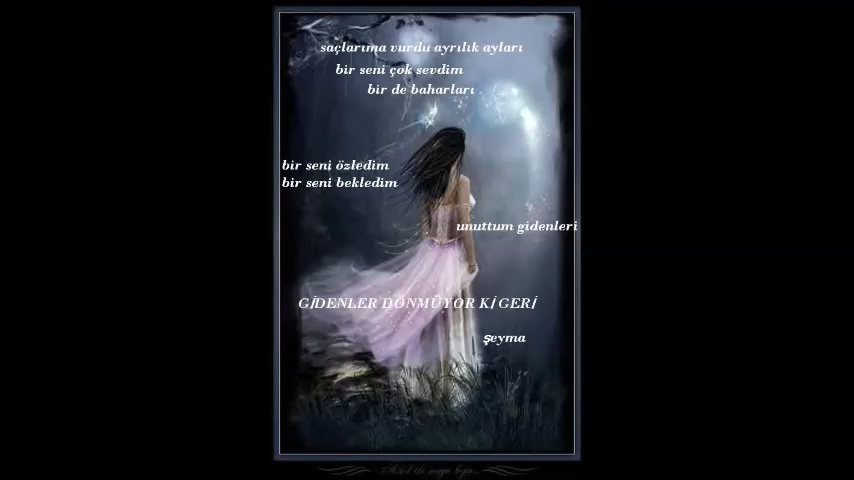 saçlarıma vurdu ayrılık ayları
bir seni çok sevdim
bir de baharları
bir seni özledim
bir seni bekledim
unuttum gidenleri
GİDENLER DÖNMÜYOR Kİ GERİ
şeyma